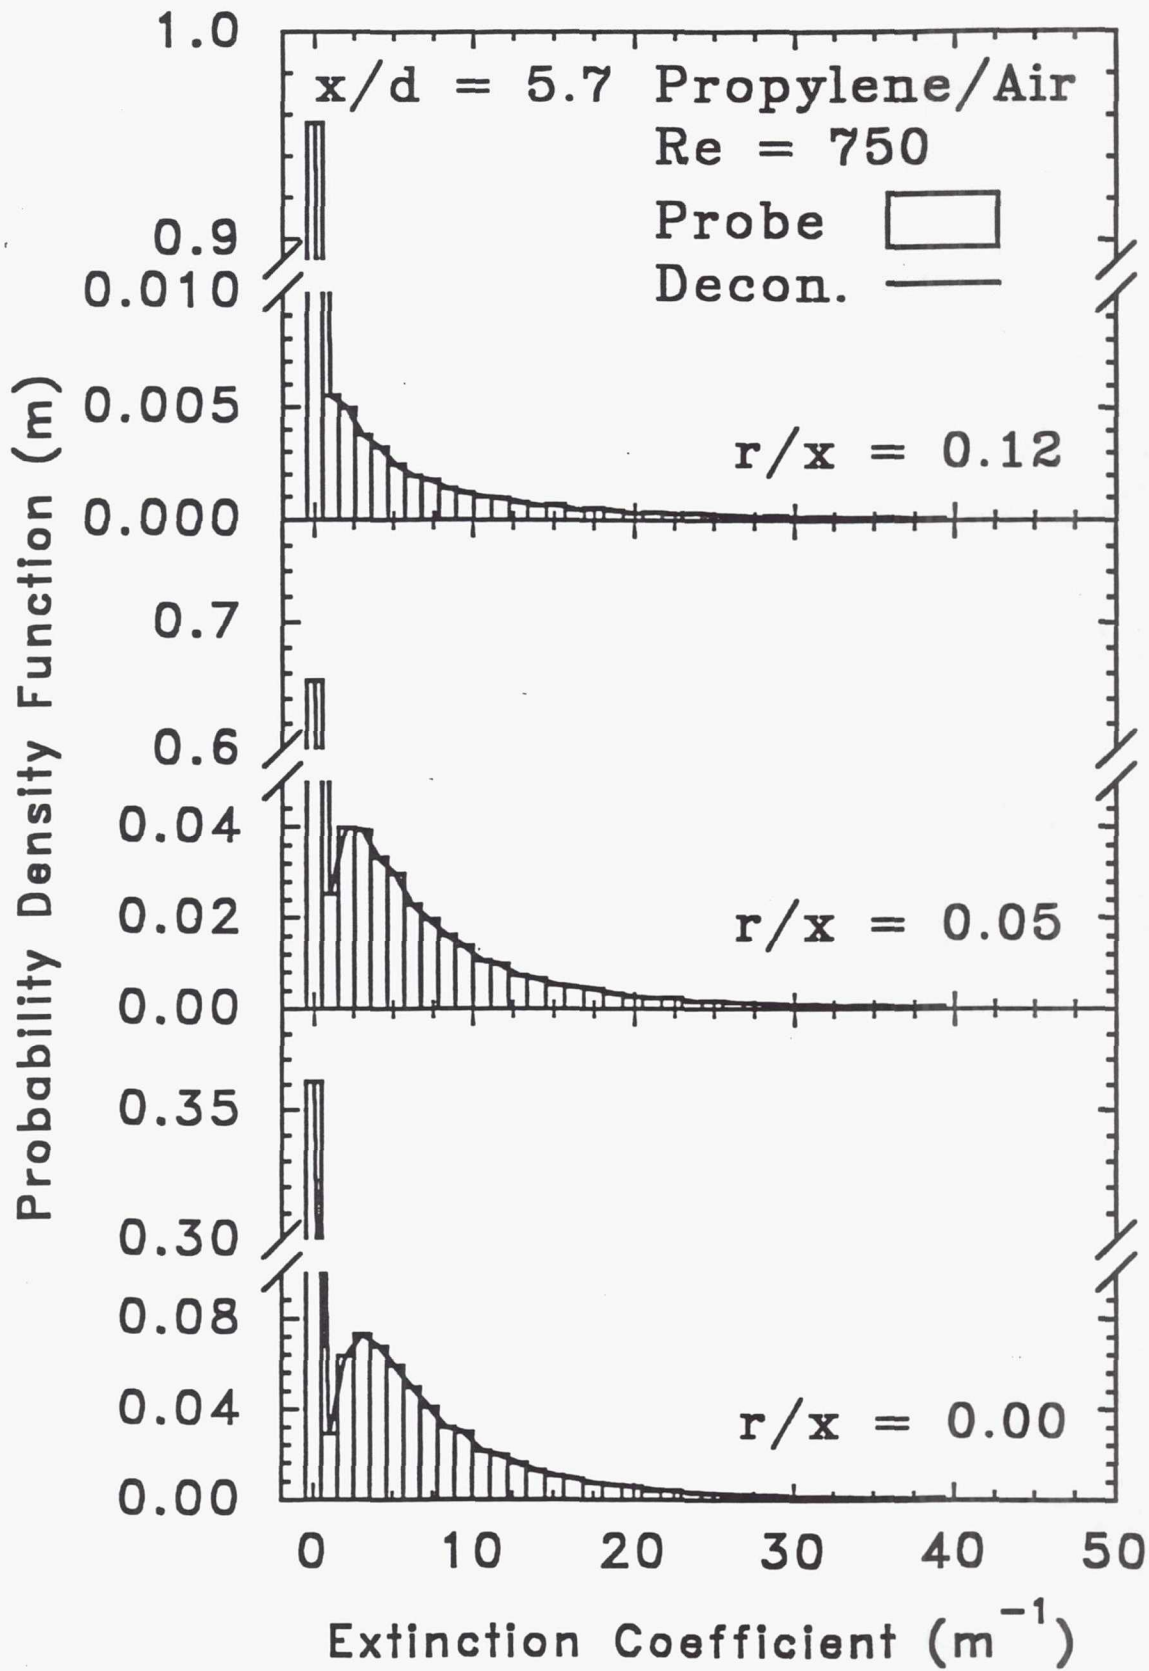 1.0
x/d = 5.7 Propylene/Air
Re = 750
Probe
0.9
Decon.
0.010
0.005
r/x = 0.12
0.000
0.7
0.6
0.04
0.02
r/x = 0.05
0.00
0.35
0.30
0.08
0.04
r/x = 0.00
0.00
0 10 20 30 40 50
Extinction Coefficient (m⁻¹)
Probability Density Function (m)